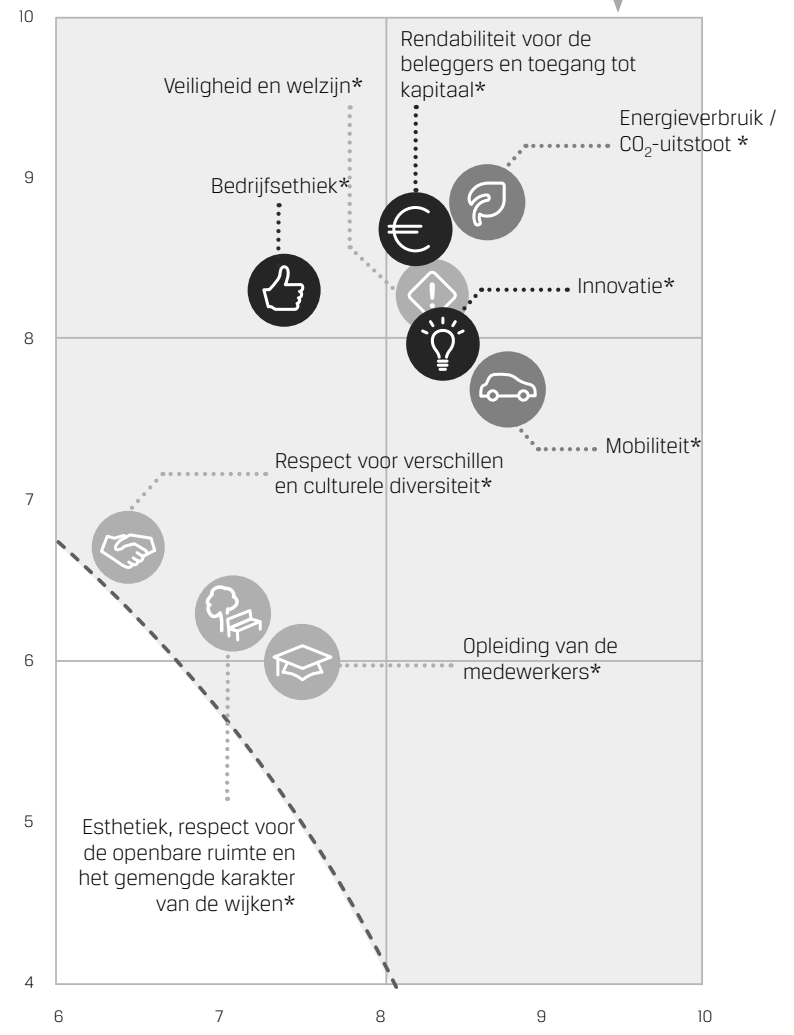 10
Rendabiliteit voor de
beleggers en toegang tot
kapitaal*
Veiligheid en welzijn*
Energieverbruik /
CO₂-uitstoot *
9
Bedrijfsethiek*
Innovatie*
8
Mobiliteit*
Respect voor verschillen
en culturele diversiteit*
7
Opleiding van de
medewerkers*
6
5
Esthetiek, respect voor
de openbare ruimte en
het gemengde karakter
van de wijken*
4
6 7 8 9 10